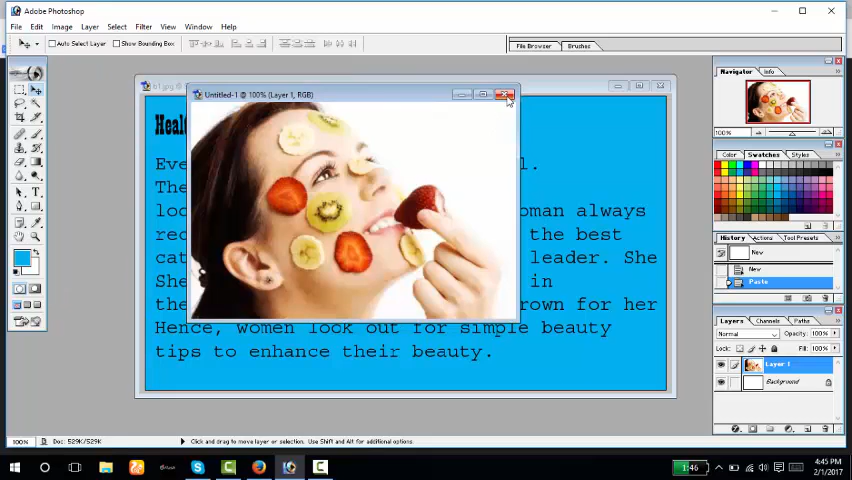 Adobe Photoshop
File Edit Image Layer Select Filter View Window Help
Auto Select Layer Show Bounding Box File Browser Brushes
Navigator Info
100%
Color Swatches Styles
History Actions Tool Presets
New
New
Paste
Layers Channels Paths
Normal Opacity: 100%
Lock: Fill: 100%
Layer 1
Background
Untitled-1 @ 100% (Layer 1, RGB)
l.
oman always
the best
leader. She
She in
the rown for her
Hence, women look out for simple beauty
tips to enhance their beauty.
100% Doc: 529K/529K Click and drag to move layer or selection. Use Shift and Alt for additional options.
1:46
4:45 PM
2/1/2017